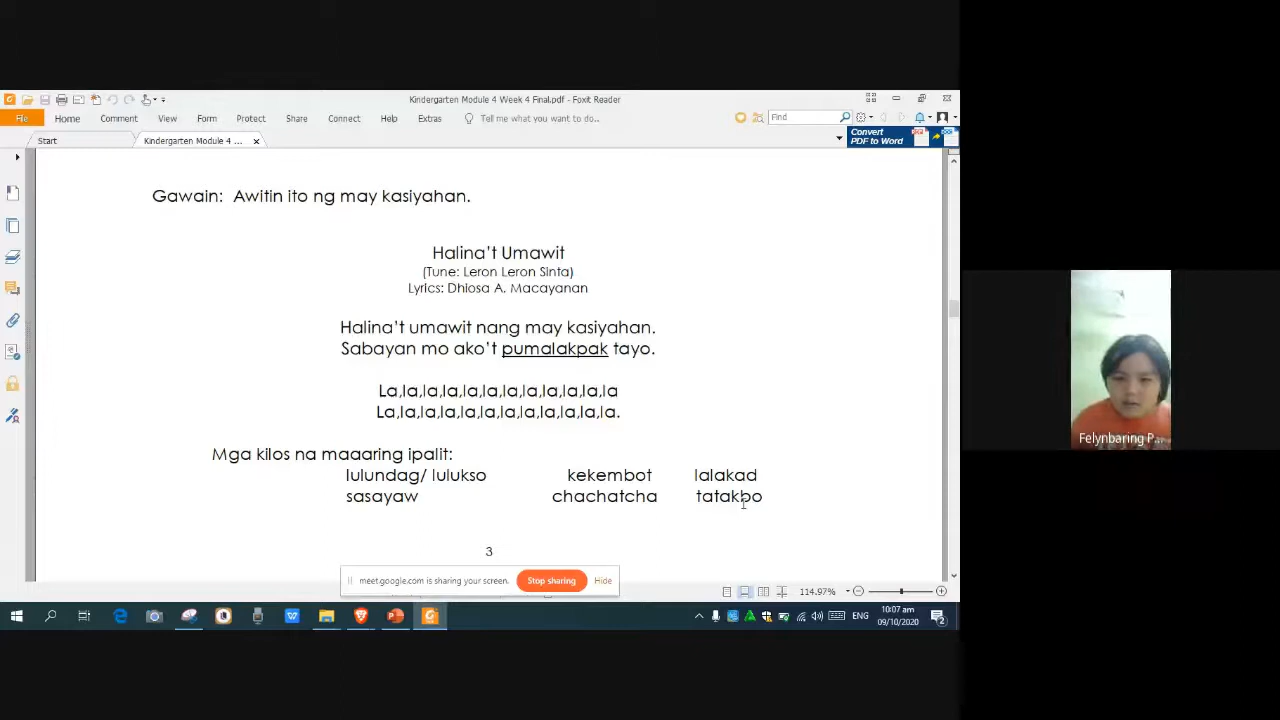 Kindergarten Module 4 Week 4 Final.pdf - Foxit Reader
File Home Comment View Form Protect Share Connect Help Extras Tell me what you want to do.. Find
Start Kindergarten Module 4 ... Convert
PDF to Word
Gawain: Awitin ito ng may kasiyahan.
Halina't Umawit
(Tune: Leron Leron Sinta)
Lyrics: Dhiosa A. Macayanan
Halina't umawit nang may kasiyahan.
Sabayan mo ako't pumalakpak tayo.
La,la,la,la,la,la,la,la,la,la,la,la
La,la,la,la,la,la,la,la,la,la,la,la.
Mga kilos na maaaring ipalit:
lulundag/ lulukso kekembot lalakad
sasayaw chachatcha tatakbo
3
meet.google.com is sharing your screen. Stop sharing Hide
114.97%
ENG 10:07 am
09/10/2020 2
Felynbaring P...